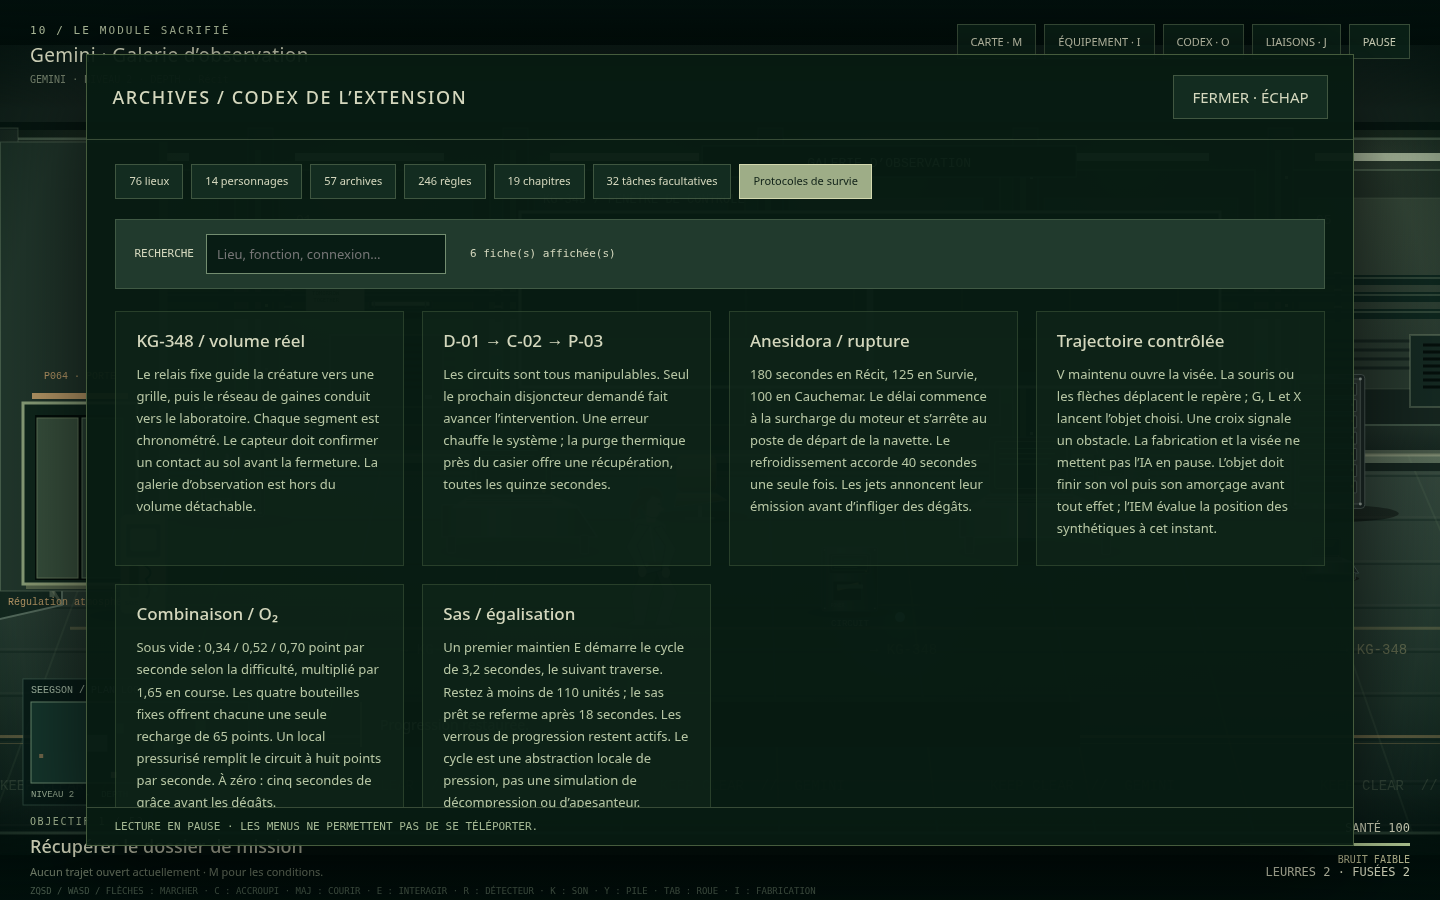 10 / LE MODULE SACRIFIÉ
Gemini · Galerie d'observation
GEMINI ·
CARTE · M
ÉQUIPEMENT · I
CODEX · O
LIAISONS · J
PAUSE
ARCHIVES / CODEX DE L’EXTENSION
FERMER · ÉCHAP
76 lieux
14 personnages
57 archives
246 règles
19 chapitres
32 tâches facultatives
Protocoles de survie
RECHERCHE
Lieu, fonction, connexion…
6 fiche(s) affichée(s)
KG-348 / volume réel
Le relais fixe guide la créature vers une
grille, puis le réseau de gaines conduit
vers le laboratoire. Chaque segment est
chronométré. Le capteur doit confirmer
un contact au sol avant la fermeture. La
galerie d’observation est hors du
volume détachable.
D-01 → C-02 → P-03
Les circuits sont tous manipulables. Seul
le prochain disjoncteur demandé fait
avancer l’intervention. Une erreur
chauffe le système ; la purge thermique
près du casier offre une récupération,
toutes les quinze secondes.
Anesidora / rupture
180 secondes en Récit, 125 en Survie,
100 en Cauchemar. Le délai commence
à la surcharge du moteur et s’arrête au
poste de départ de la navette. Le
refroidissement accorde 40 secondes
une seule fois. Les jets annoncent leur
émission avant d’infliger des dégâts.
Trajectoire contrôlée
V maintenu ouvre la visée. La souris ou
les flèches déplacent le repère ; G, L et X
lancent l’objet choisi. Une croix signale
un obstacle. La fabrication et la visée ne
mettent pas l’IA en pause. L’objet doit
finir son vol puis son amorçage avant
tout effet ; l’IEM évalue la position des
synthétiques à cet instant.
Combinaison / O₂
Sous vide : 0,34 / 0,52 / 0,70 point par
seconde selon la difficulté, multiplié par
1,65 en course. Les quatre bouteilles
fixes offrent chacune une seule
recharge de 65 points. Un local
pressurisé remplit le circuit à huit points
par seconde. À zéro : cinq secondes de
grâce avant les dégâts.
Sas / égalisation
Un premier maintien E démarre le cycle
de 3,2 secondes, le suivant traverse.
Restez à moins de 110 unités ; le sas
prêt se referme après 18 secondes. Les
verrous de progression restent actifs. Le
cycle est une abstraction locale de
pression, pas une simulation de
décompression ou d’apesanteur.
LECTURE EN PAUSE · LES MENUS NE PERMETTENT PAS DE SE TÉLÉPORTER.
P064 ·
Régulation at
SEEGSON /
NIVEAU 2
KG-348
CLEAR //
OBJECTIF
Récupérer le dossier de mission
Aucun trajet ouvert actuellement · M pour les conditions.
ZQSD / WASD / FLÈCHES : MARCHER · C : ACCROUPI · MAJ : COURIR · E : INTERAGIR · R : DÉTECTEUR · K : SON · Y : PILE · TAB : ROUE · I : FABRICATION
ANTÉ 100
BRUIT FAIBLE
LEURRES 2 · FUSÉES 2